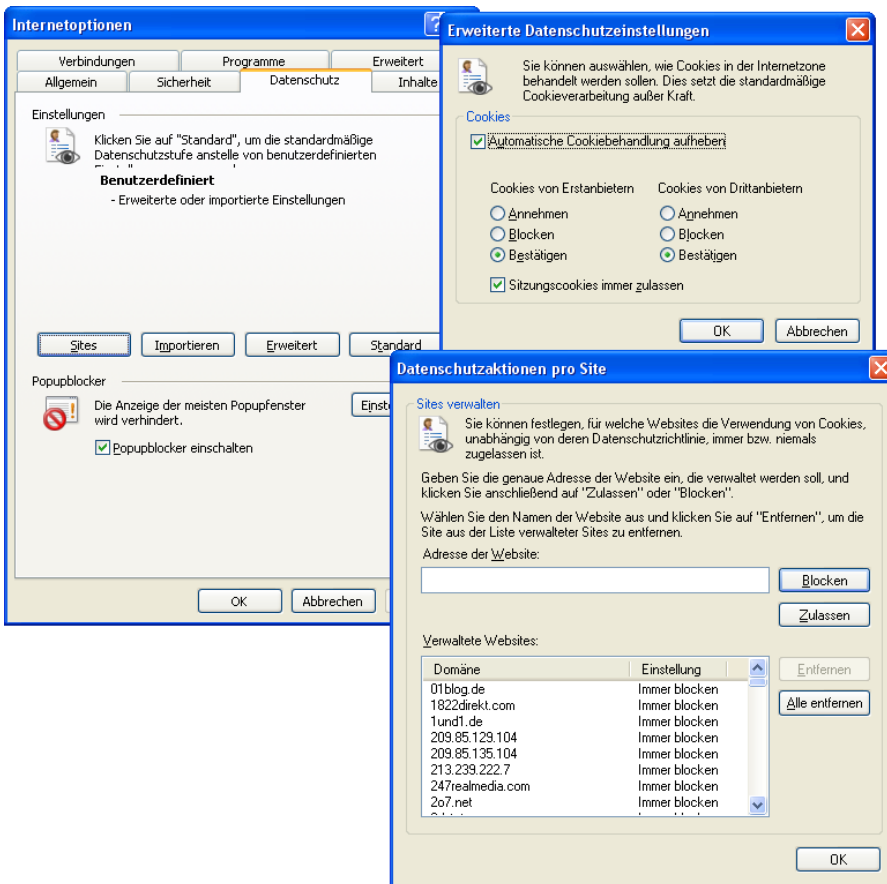 Internetoptionen
?
Verbindungen
Programme
Erweitert
Allgemein
Sicherheit
Datenschutz
Inhalte
Einstellungen
Klicken Sie auf "Standard", um die standardmäßige
Datenschutzstufe anstelle von benutzerdefinierten
Benutzerdefiniert
- Erweiterte oder importierte Einstellungen
Sites
Importieren
Erweitert
Standard
Popupblocker
Die Anzeige der meisten Popupfenster
wird verhindert.
Einste
Popupblocker einschalten
OK
Abbrechen
Erweiterte Datenschutzeinstellungen
Sie können auswählen, wie Cookies in der Internetzone
behandelt werden sollen. Dies setzt die standardmäßige
Cookieverarbeitung außer Kraft.
Cookies
Automatische Cookiebehandlung aufheben
Cookies von Erstanbietern
Cookies von Drittanbietern
Annehmen
Annehmen
Blocken
Blocken
Bestätigen
Bestätigen
Sitzungscookies immer zulassen
OK
Abbrechen
Datenschutzaktionen pro Site
Sites verwalten
Sie können festlegen, für welche Websites die Verwendung von Cookies,
unabhängig von deren Datenschutzrichtlinie, immer bzw. niemals
zugelassen ist.
Geben Sie die genaue Adresse der Website ein, die verwaltet werden soll, und
klicken Sie anschließend auf "Zulassen" oder "Blocken".
Wählen Sie den Namen der Website aus und klicken Sie auf "Entfernen", um die
Site aus der Liste verwalteter Sites zu entfernen.
Adresse der Website:
Blocken
Zulassen
Verwaltete Websites:
Domäne Einstellung
Entfernen
01blog.de Immer blocken
1822direkt.com Immer blocken
Alle entfernen
1und1.de Immer blocken
209.85.129.104 Immer blocken
209.85.135.104 Immer blocken
213.239.222.7 Immer blocken
247realmedia.com Immer blocken
2o7.net Immer blocken
OK